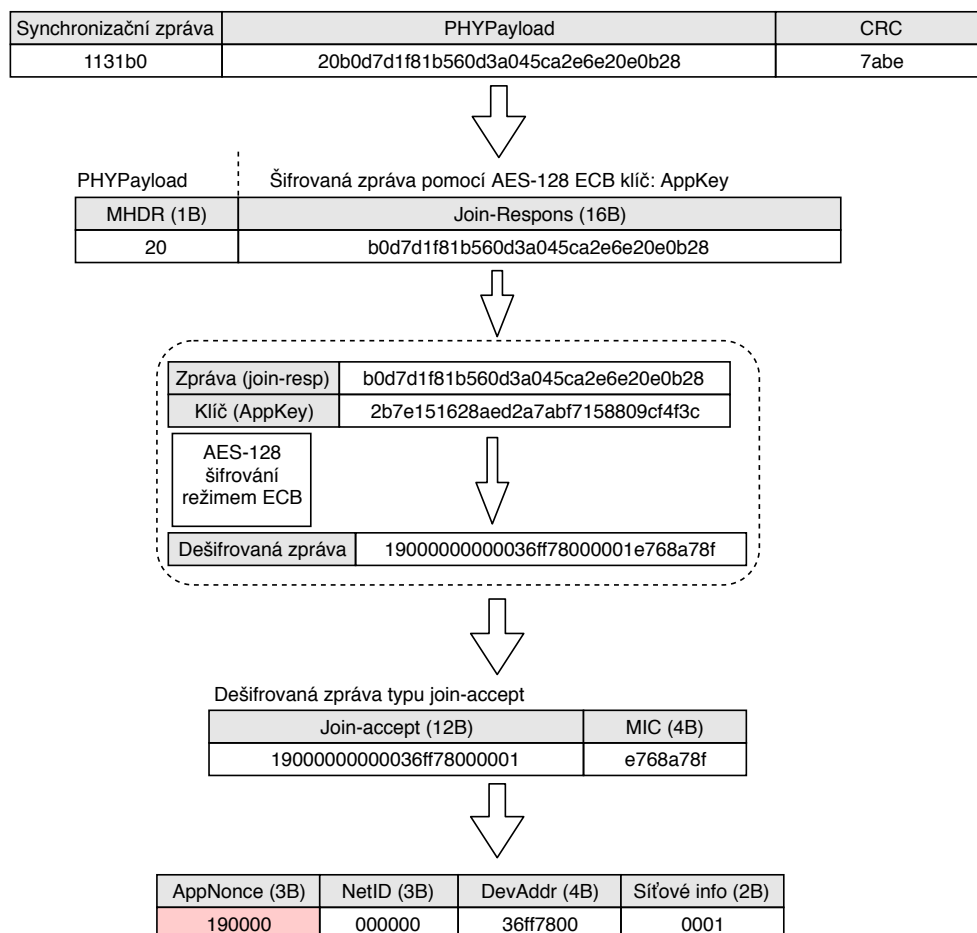 Synchronizační zpráva PHYPayload CRC
1131b0 20b0d7d1f81b560d3a045ca2e6e20e0b28 7abe
PHYPayload Šifrovaná zpráva pomocí AES-128 ECB klíč: AppKey
MHDR (1B) Join-Respons (16B)
20 b0d7d1f81b560d3a045ca2e6e20e0b28
Zpráva (join-resp) b0d7d1f81b560d3a045ca2e6e20e0b28
Klíč (AppKey) 2b7e151628aed2a7abf7158809cf4f3c
AES-128
šifrování
režimem ECB
Dešifrovaná zpráva 19000000000036ff78000001e768a78f
Dešifrovaná zpráva typu join-accept
Join-accept (12B) MIC (4B)
19000000000036ff78000001 e768a78f
AppNonce (3B) NetID (3B) DevAddr (4B) Síťové info (2B)
190000 000000 36ff7800 0001